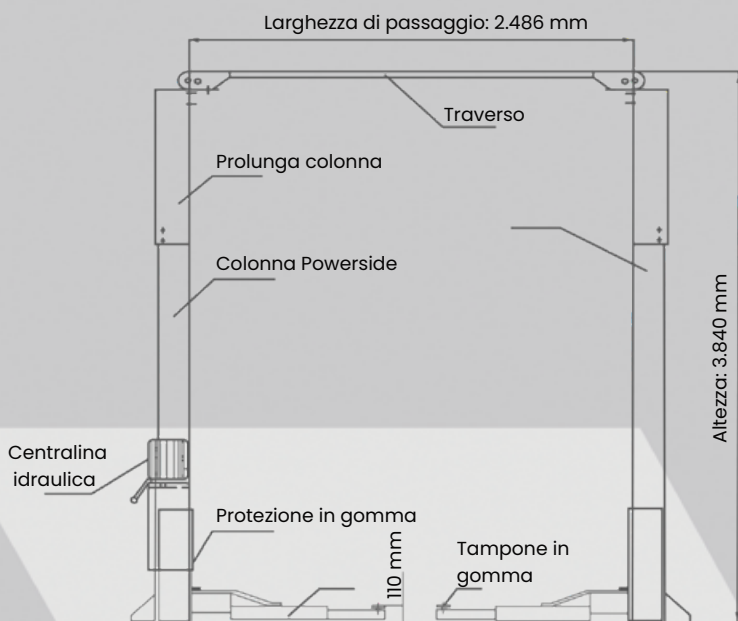 Larghezza di passaggio: 2.486 mm
Traverso
Prolunga colonna
Colonna Powerside
Altezza: 3.840 mm
Centralina
idraulica
Protezione in gomma
110 mm
Tampone in
gomma